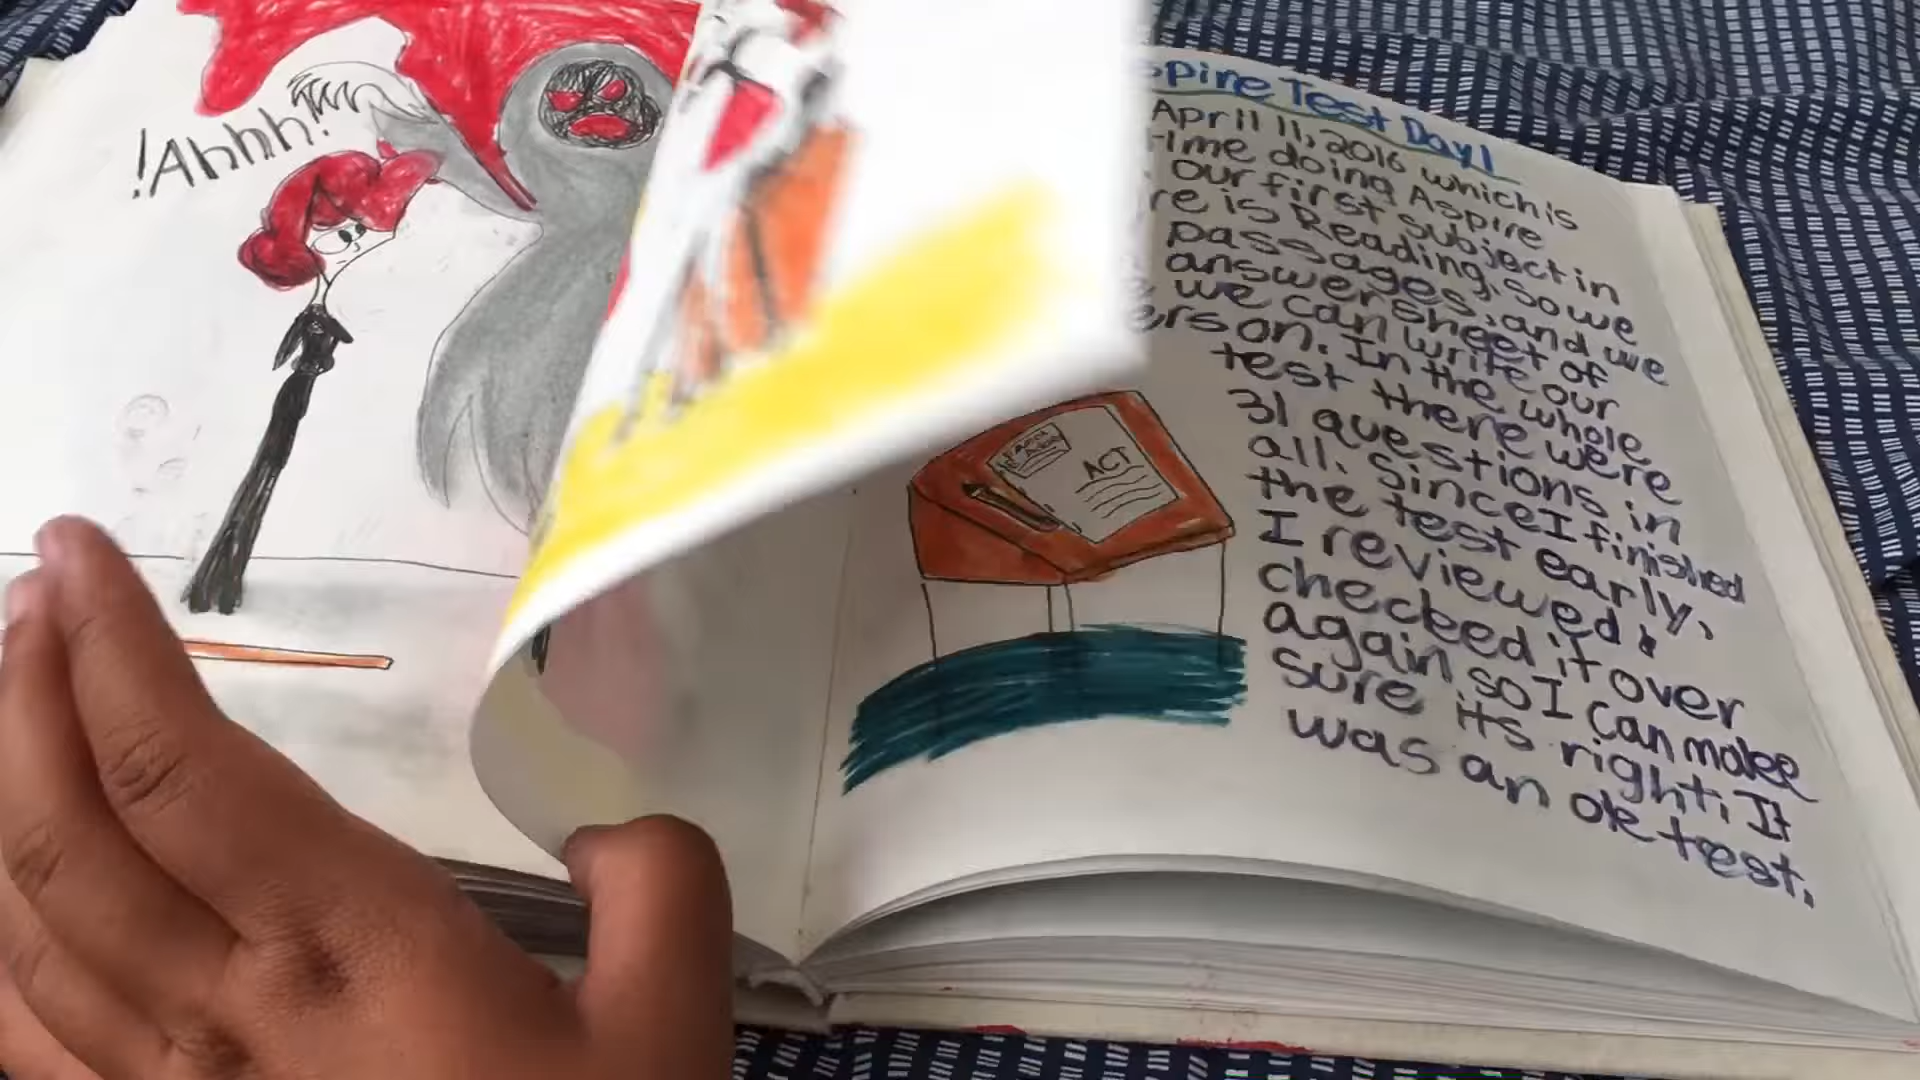 !Ahhh!
spire Test Day 1
April 11, 2016 which is
time doing Aspire
our first subject in
re is Reading, so we
passages, and we
answer sheet of
we can write our
erson. In the whole
test there were
31 questions in
all. Since I finished
the test early,
I reviewed &
checked it over
again so I can make
sure its right. It
was an ok test.
ACT